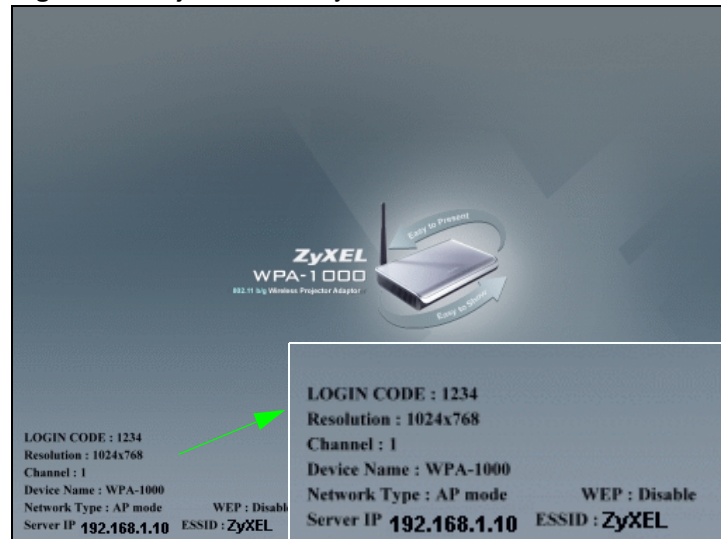 Easy to Present
ZyXEL
WPA-1000
802.11 b/g Wireless Projector Adaptor
Easy to Show
LOGIN CODE : 1234
Resolution : 1024x768
Channel : 1
Device Name : WPA-1000
Network Type : AP mode WEP : Disabl
Server IP 192.168.1.10 ESSID : ZyXEL
LOGIN CODE : 1234
Resolution : 1024x768
Channel : 1
Device Name : WPA-1000
Network Type : AP mode WEP : Disable
Server IP 192.168.1.10 ESSID : ZyXEL